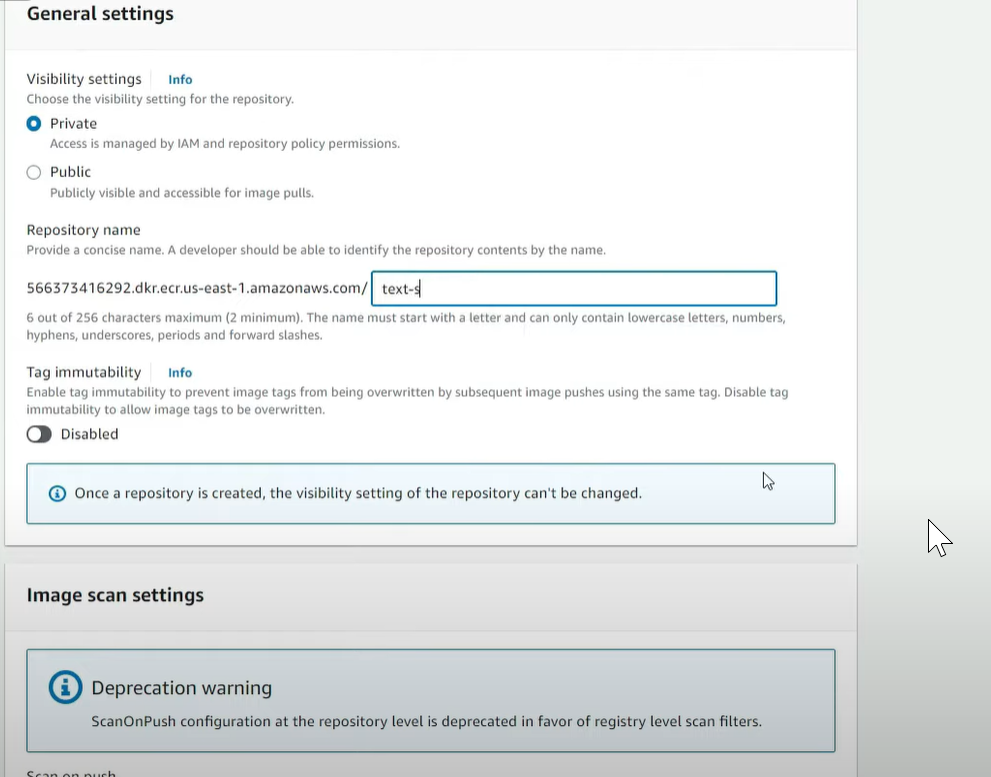 General settings
Visibility settings Info
Choose the visibility setting for the repository.
Private
Access is managed by IAM and repository policy permissions.
Public
Publicly visible and accessible for image pulls.
Repository name
Provide a concise name. A developer should be able to identify the repository contents by the name.
566373416292.dkr.ecr.us-east-1.amazonaws.com/ text-s
6 out of 256 characters maximum (2 minimum). The name must start with a letter and can only contain lowercase letters, numbers,
hyphens, underscores, periods and forward slashes.
Tag immutability Info
Enable tag immutability to prevent image tags from being overwritten by subsequent image pushes using the same tag. Disable tag
immutability to allow image tags to be overwritten.
Disabled
Once a repository is created, the visibility setting of the repository can't be changed.
Image scan settings
Deprecation warning
ScanOnPush configuration at the repository level is deprecated in favor of registry level scan filters.
Scan on push